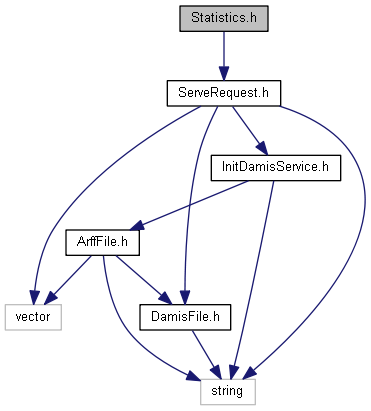 Statistics.h
ServeRequest.h
InitDamisService.h
ArffFile.h
vector
DamisFile.h
string